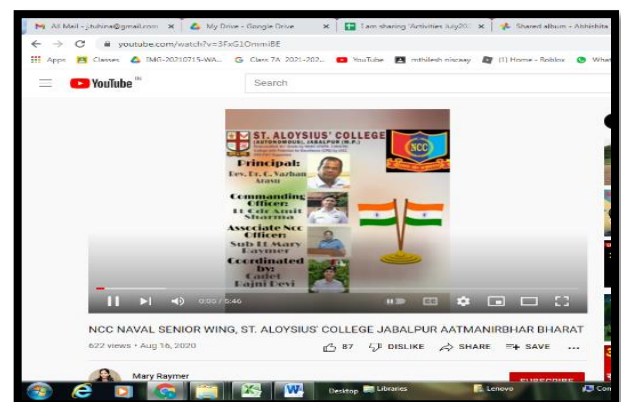 All Mail - j.tuhina@gmail.com
My Drive - Google Drive
I am sharing 'Activities July20
Shared album - Abhishita
youtube.com/watch?v=3FxG1OmmiBE
Apps
Classes
IMG-20210715-WA...
Class 7A 2021-202...
YouTube
mthilesh niscaay
(1) Home - Roblox
What
YouTube IN
Search
ST. ALOYSIUS' COLLEGE
(AUTONOMOUS), JABALPUR (M.P.)
NCC
Principal:
Rev. Dr. C. Vazhan
Arasu
Commanding
Officer:
Lt Cdr Amit
Sharma
Associate Ncc
Officer:
Sub Lt Mary
Raymer
Coordinated
by:
Cadet
Rajni Devi
0:05 / 5:46
NCC NAVAL SENIOR WING, ST. ALOYSIUS' COLLEGE JABALPUR AATMANIRBHAR BHARAT
622 views • Aug 16, 2020
87
DISLIKE
SHARE
SAVE
...
Mary Raymer
SUBSCRIBE
Desktop
Libraries
Lenovo
Con